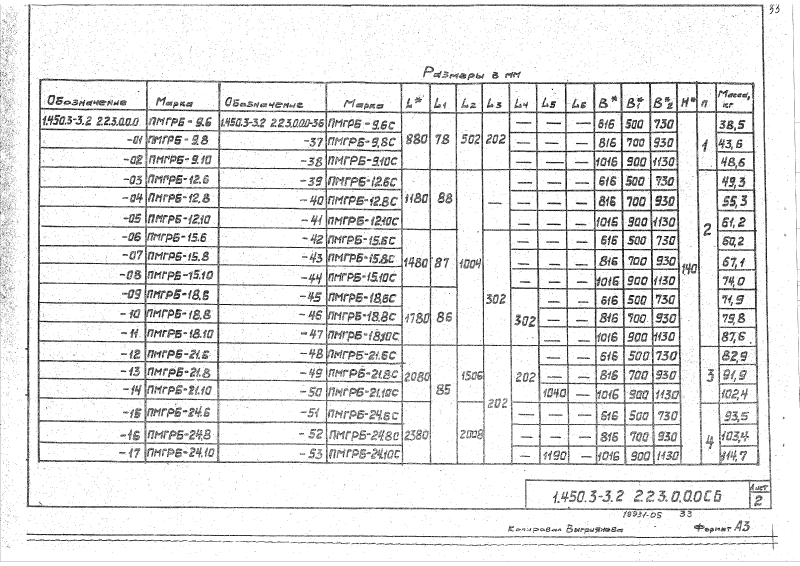 33
Размеры в мм
Обозначение Марка Обозначение Марка L* L1 L2 L3 L4 L5 L6 B* B*1 B*2 H* n Масса, кг
1.450.3-3.2 2.2.3.0.0.0 ПМГРБ-9.6 1.450.3-3.2 2.2.3.0.0.0-36 ПМГРБ-9.6С 880 78 502 202 — — — 616 500 730 140 1 38,5
-01 ПМГРБ-9.8 -37 ПМГРБ-9.8С — — — 816 700 930 43,6
-02 ПМГРБ-9.10 -38 ПМГРБ-9.10С — — — 1016 900 1130 48,6
-03 ПМГРБ-12.6 -39 ПМГРБ-12.6С 1180 88 1004 — — — — 616 500 730 2 49,3
-04 ПМГРБ-12.8 -40 ПМГРБ-12.8С — — — 816 700 930 55,3
-05 ПМГРБ-12.10 -41 ПМГРБ-12.10С — — — 1016 900 1130 61,2
-06 ПМГРБ-15.6 -42 ПМГРБ-15.6С 1480 87 302 — — — 616 500 730 60,2
-07 ПМГРБ-15.8 -43 ПМГРБ-15.8С — — — 816 700 930 67,1
-08 ПМГРБ-15.10 -44 ПМГРБ-15.10С — — — 1016 900 1130 74,0
-09 ПМГРБ-18.6 -45 ПМГРБ-18.6С 1780 86 302 — — 616 500 730 71,9
-10 ПМГРБ-18.8 -46 ПМГРБ-18.8С — — 816 700 930 79,8
-11 ПМГРБ-18.10 -47 ПМГРБ-18.10С — — 1016 900 1130 87,6
-12 ПМГРБ-21.6 -48 ПМГРБ-21.6С 2080 85 1506 202 202 — — 616 500 730 3 82,9
-13 ПМГРБ-21.8 -49 ПМГРБ-21.8С — — 816 700 930 91,9
-14 ПМГРБ-21.10 -50 ПМГРБ-21.10С 1040 — 1016 900 1130 102,4
-15 ПМГРБ-24.6 -51 ПМГРБ-24.6С 2380 2008 — — — 616 500 730 4 93,5
-16 ПМГРБ-24.8 -52 ПМГРБ-24.8С — — — 816 700 930 103,4
-17 ПМГРБ-24.10 -53 ПМГРБ-24.10С — 1190 — 1016 900 1130 114,7
1.450.3-3.2 2.2.3.0.0.0СБ
Лист
2
18931-05 33
Копировал Выгриянова Формат А3